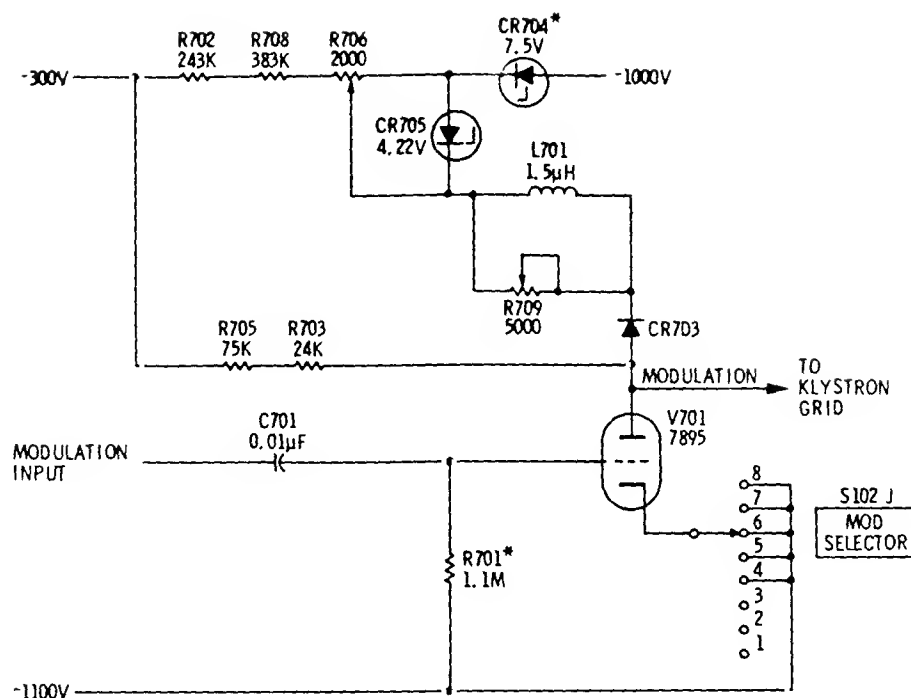 CR704*
7.5V
R702
243K
R708
383K
R706
2000
-300V
-1000V
CR705
4.22V
L701
1.5µH
R709
5000
CR7D3
R705
75K
R703
24K
MODULATION
TO
KLYSTRON
GRID
V701
7895
C701
0.01µF
MODULATION
INPUT
8
7
6
5
4
3
2
1
S102 J
MOD
SELECTOR
R701*
1.1M
-1100V